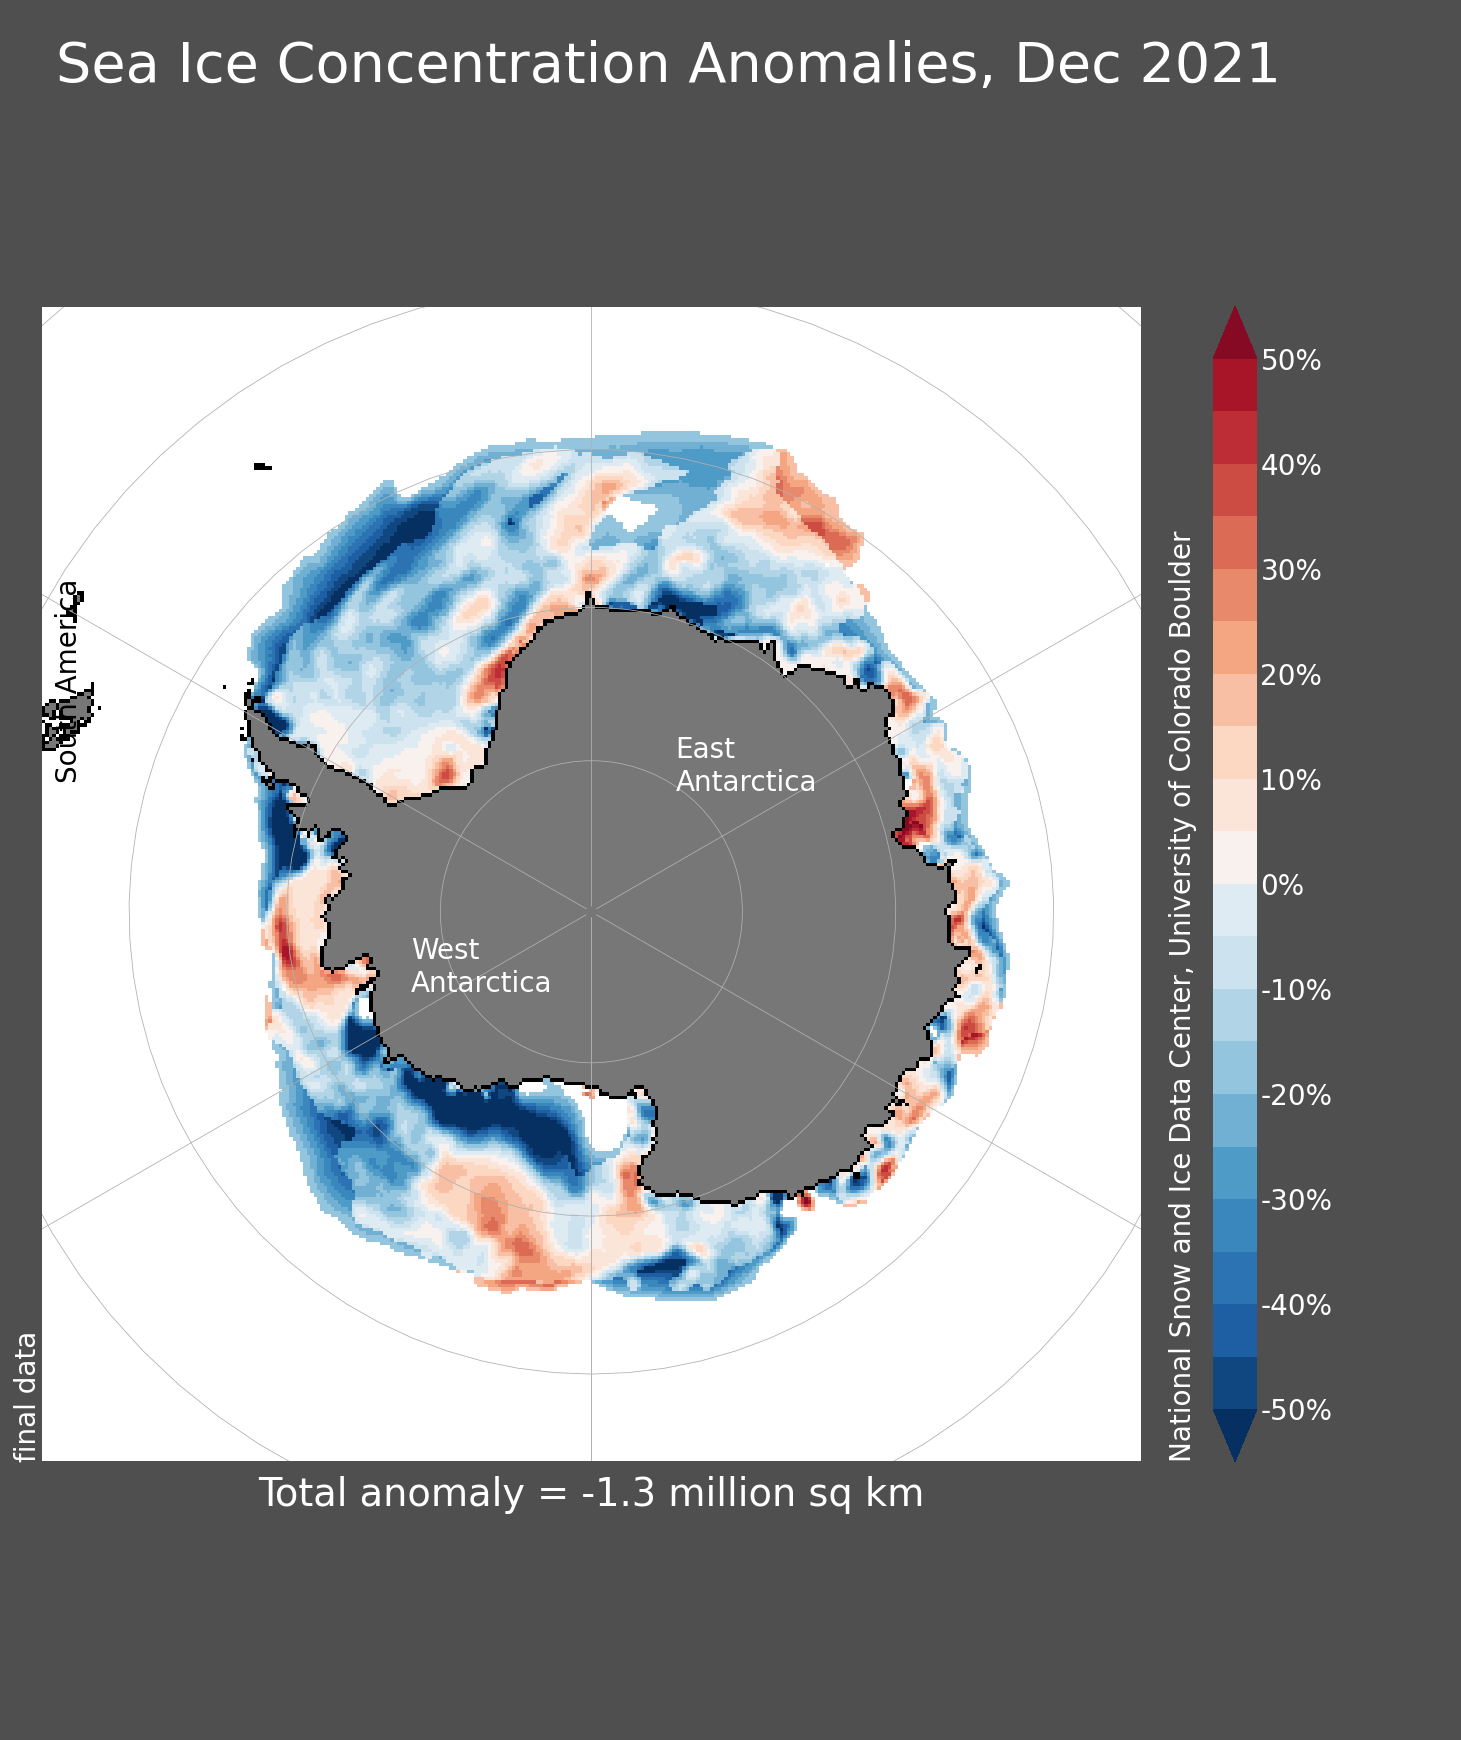 Sea Ice Concentration Anomalies, Dec 2021
South America
East
Antarctica
West
Antarctica
final data
National Snow and Ice Data Center, University of Colorado Boulder
50%
40%
30%
20%
10%
0%
-10%
-20%
-30%
-40%
-50%
Total anomaly = -1.3 million sq km